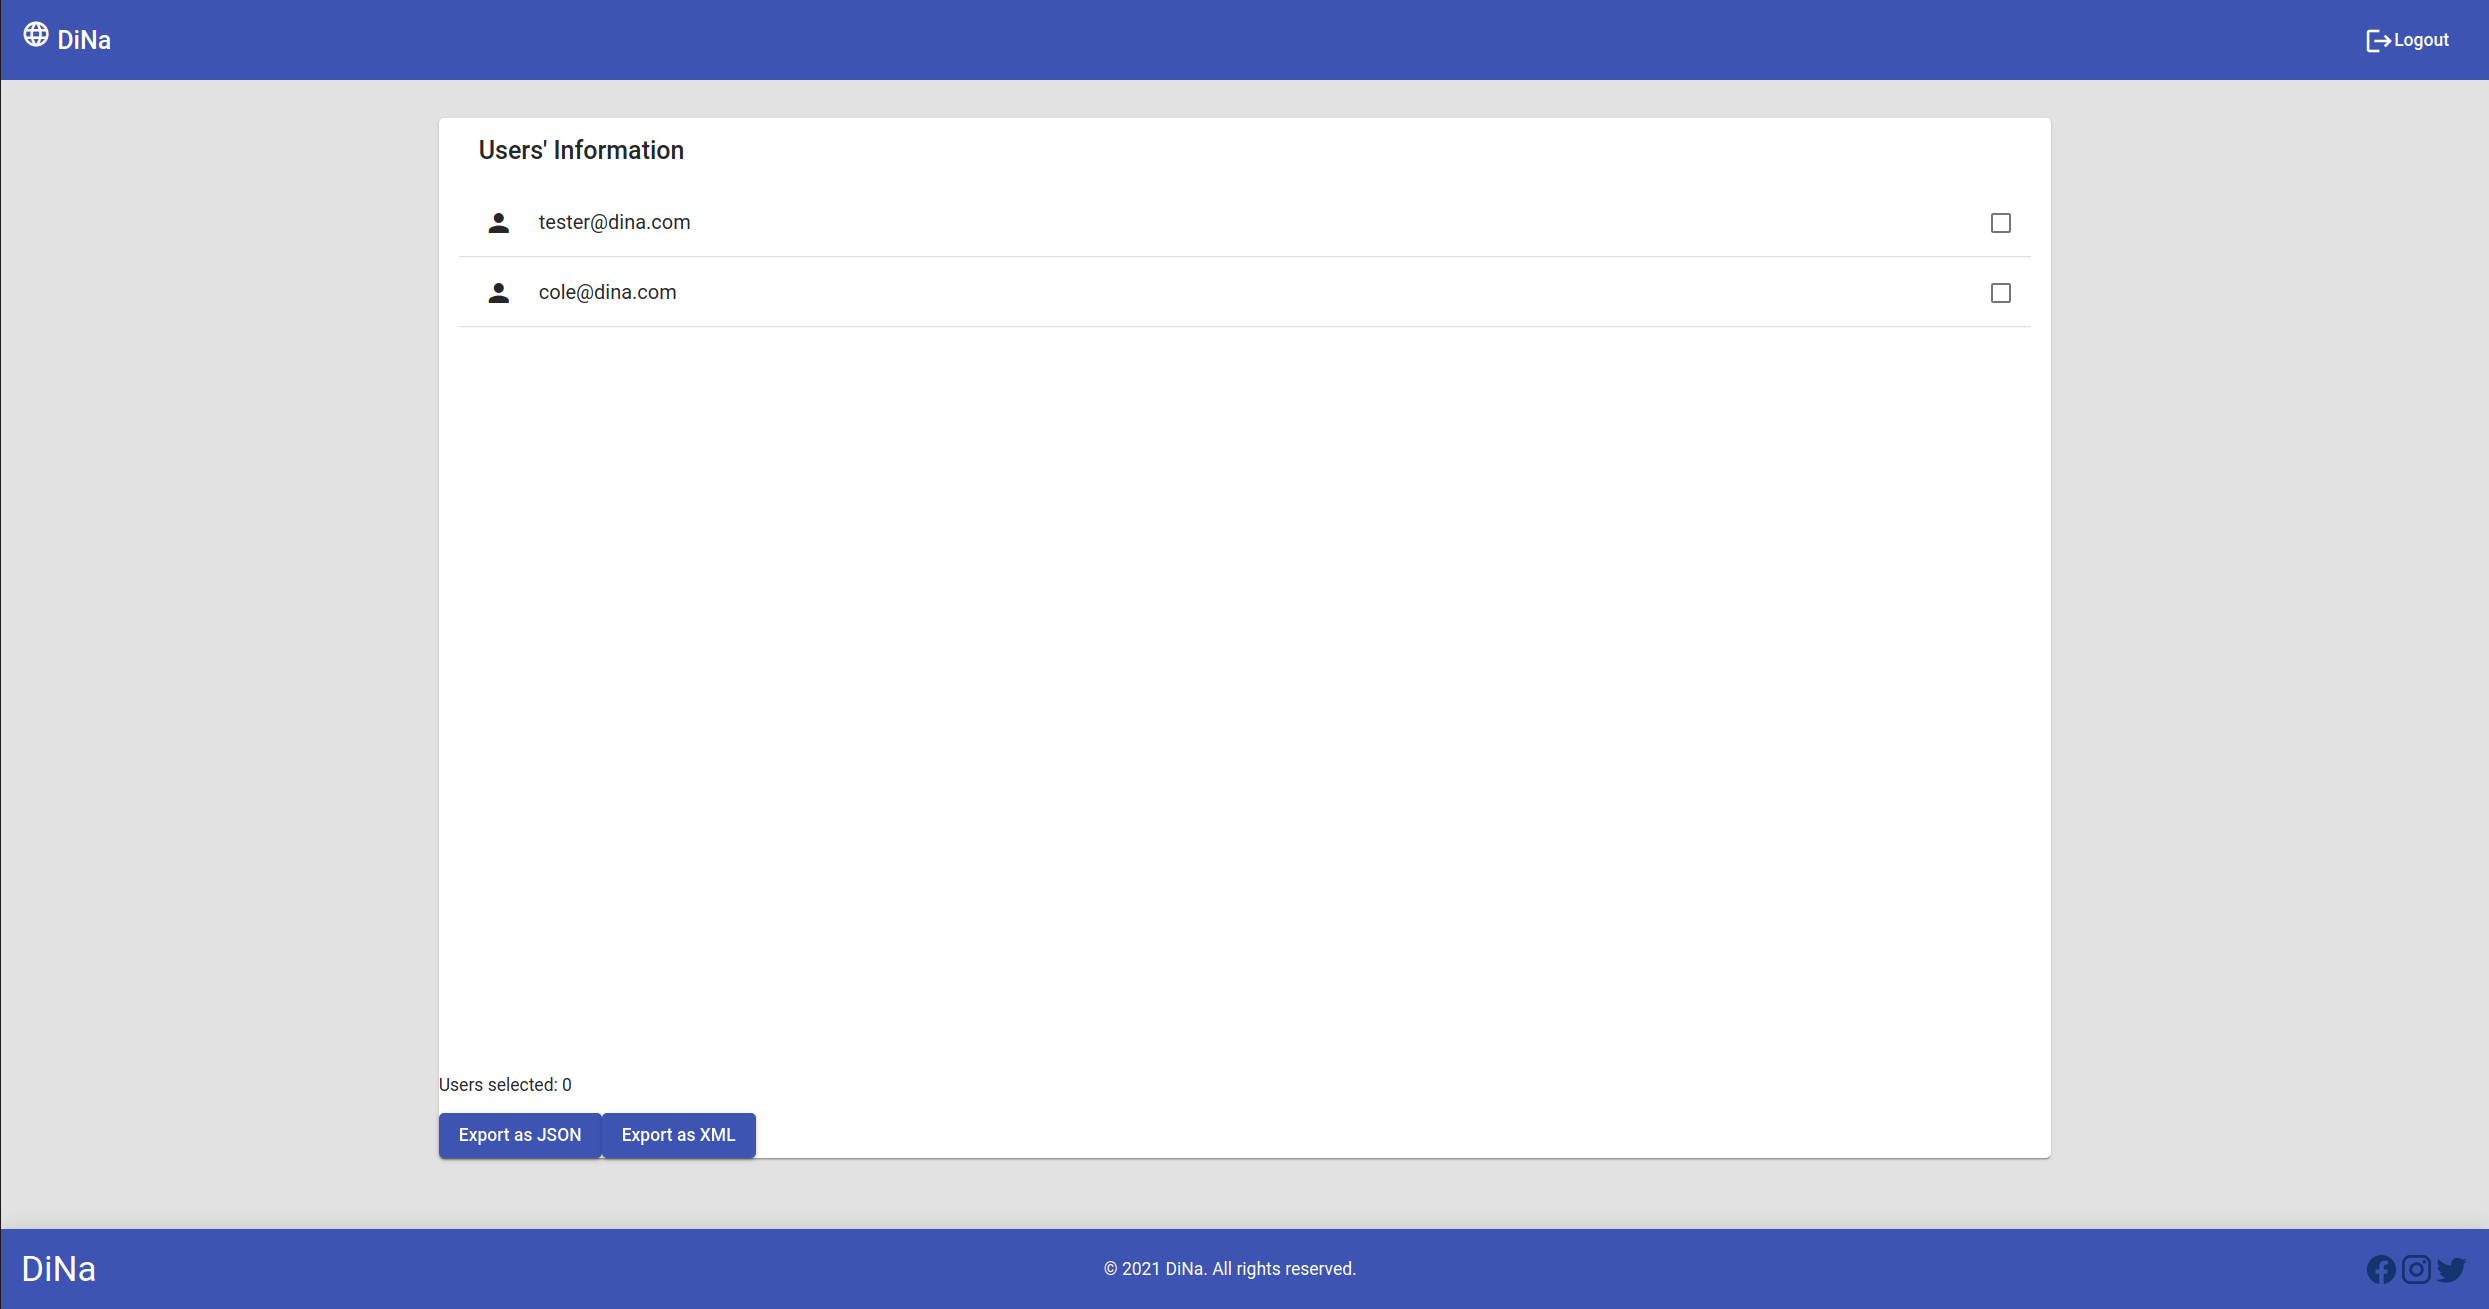 DiNa
Logout
Users' Information
tester@dina.com
cole@dina.com
Users selected: 0
Export as JSON
Export as XML
DiNa
© 2021 DiNa. All rights reserved.